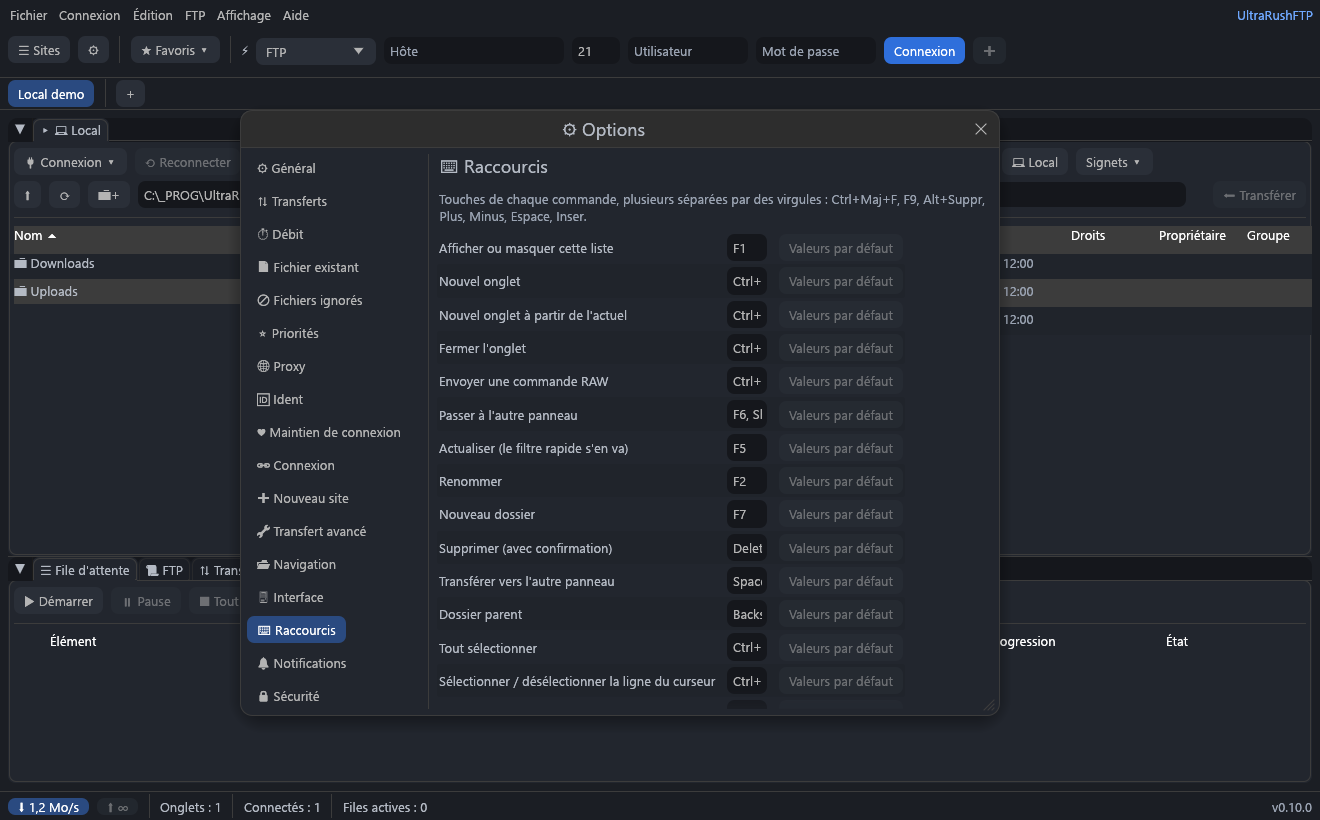 Fichier Connexion Édition FTP Affichage Aide UltraRushFTP
Sites Favoris FTP Hôte 21 Utilisateur Mot de passe Connexion +
Local demo +
Local
Options
Connexion Reconnecter
Local Signets
C:\_PROG\UltraR
Transférer
Nom
Droits Propriétaire Groupe
Downloads
12:00
Uploads
12:00
12:00
Général
Transferts
Débit
Fichier existant
Fichiers ignorés
Priorités
Proxy
Ident
Maintien de connexion
Connexion
Nouveau site
Transfert avancé
Navigation
Interface
Raccourcis
Notifications
Sécurité
Raccourcis
Touches de chaque commande, plusieurs séparées par des virgules : Ctrl+Maj+F, F9, Alt+Suppr,
Plus, Minus, Espace, Inser.
Afficher ou masquer cette liste F1 Valeurs par défaut
Nouvel onglet Ctrl+ Valeurs par défaut
Nouvel onglet à partir de l'actuel Ctrl+ Valeurs par défaut
Fermer l'onglet Ctrl+ Valeurs par défaut
Envoyer une commande RAW Ctrl+ Valeurs par défaut
Passer à l'autre panneau F6, Sl Valeurs par défaut
Actualiser (le filtre rapide s'en va) F5 Valeurs par défaut
Renommer F2 Valeurs par défaut
Nouveau dossier F7 Valeurs par défaut
Supprimer (avec confirmation) Delet Valeurs par défaut
Transférer vers l'autre panneau Spac Valeurs par défaut
Dossier parent Backs Valeurs par défaut
Tout sélectionner Ctrl+ Valeurs par défaut
Sélectionner / désélectionner la ligne du curseur Ctrl+ Valeurs par défaut
File d'attente FTP Trans
Démarrer Pause Tout
Élément
ogression État
1,2 Mo/s ∞ Onglets : 1 Connectés : 1 Files actives : 0 v0.10.0